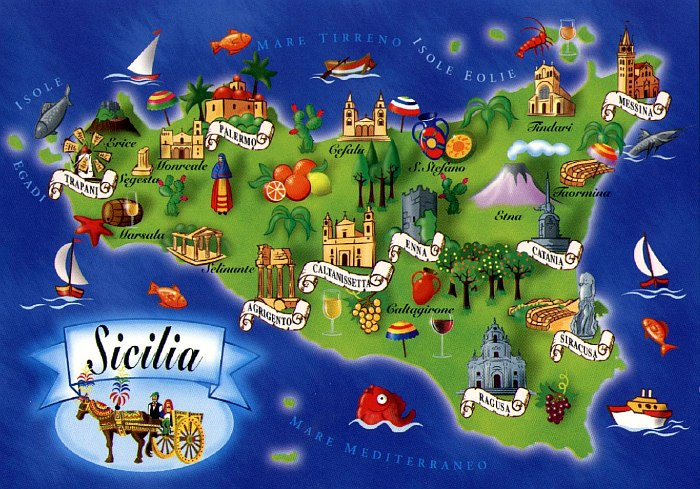 MARE TIRRENO
ISOLE EOLIE
ISOLE
EGADI
MESSINA
PALERMO
Erice
Tindari
Monreale
Cefalù
S. Stefano
Segesta
Taormina
TRAPANI
Etna
Marsala
ENNA
CATANIA
Selinunte
CALTANISSETTA
Caltagirone
AGRIGENTO
SIRACUSA
Sicilia
RAGUSA
MARE MEDITERRANEO